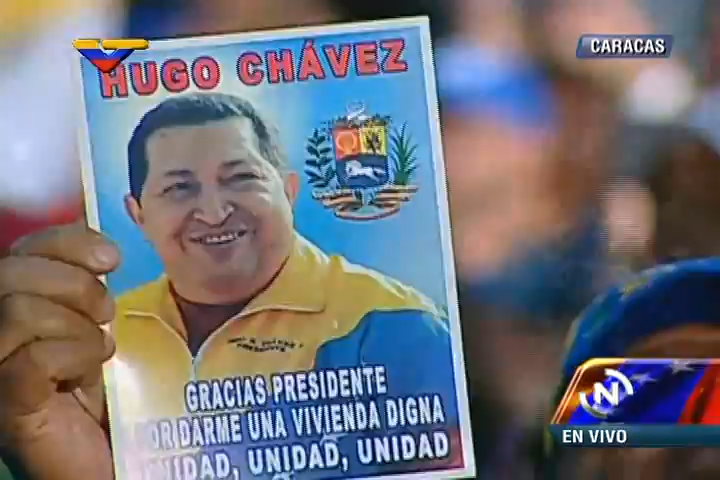 HUGO CHÁVEZ
CARACAS
GRACIAS PRESIDENTE
POR DARME UNA VIVIENDA DIGNA
UNIDAD, UNIDAD, UNIDAD
EN VIVO